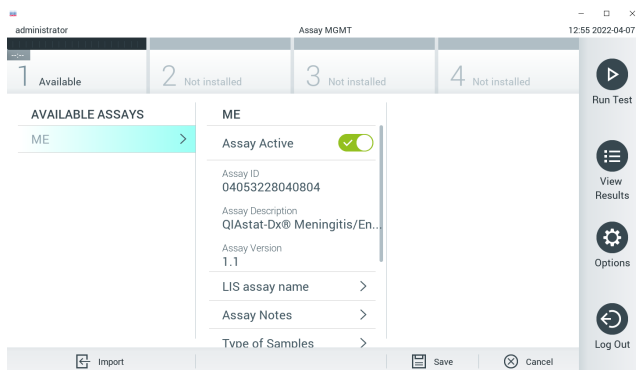 administrator
Assay MGMT
12:55 2022-04-07
--:--
1 Available
2 Not installed
3 Not installed
4 Not installed
Run Test
View Results
Options
Log Out
AVAILABLE ASSAYS
ME
ME
Assay Active
Assay ID
04053228040804
Assay Description
QIAstat-Dx® Meningitis/En...
Assay Version
1.1
LIS assay name
Assay Notes
Type of Samples
Import
Save
Cancel